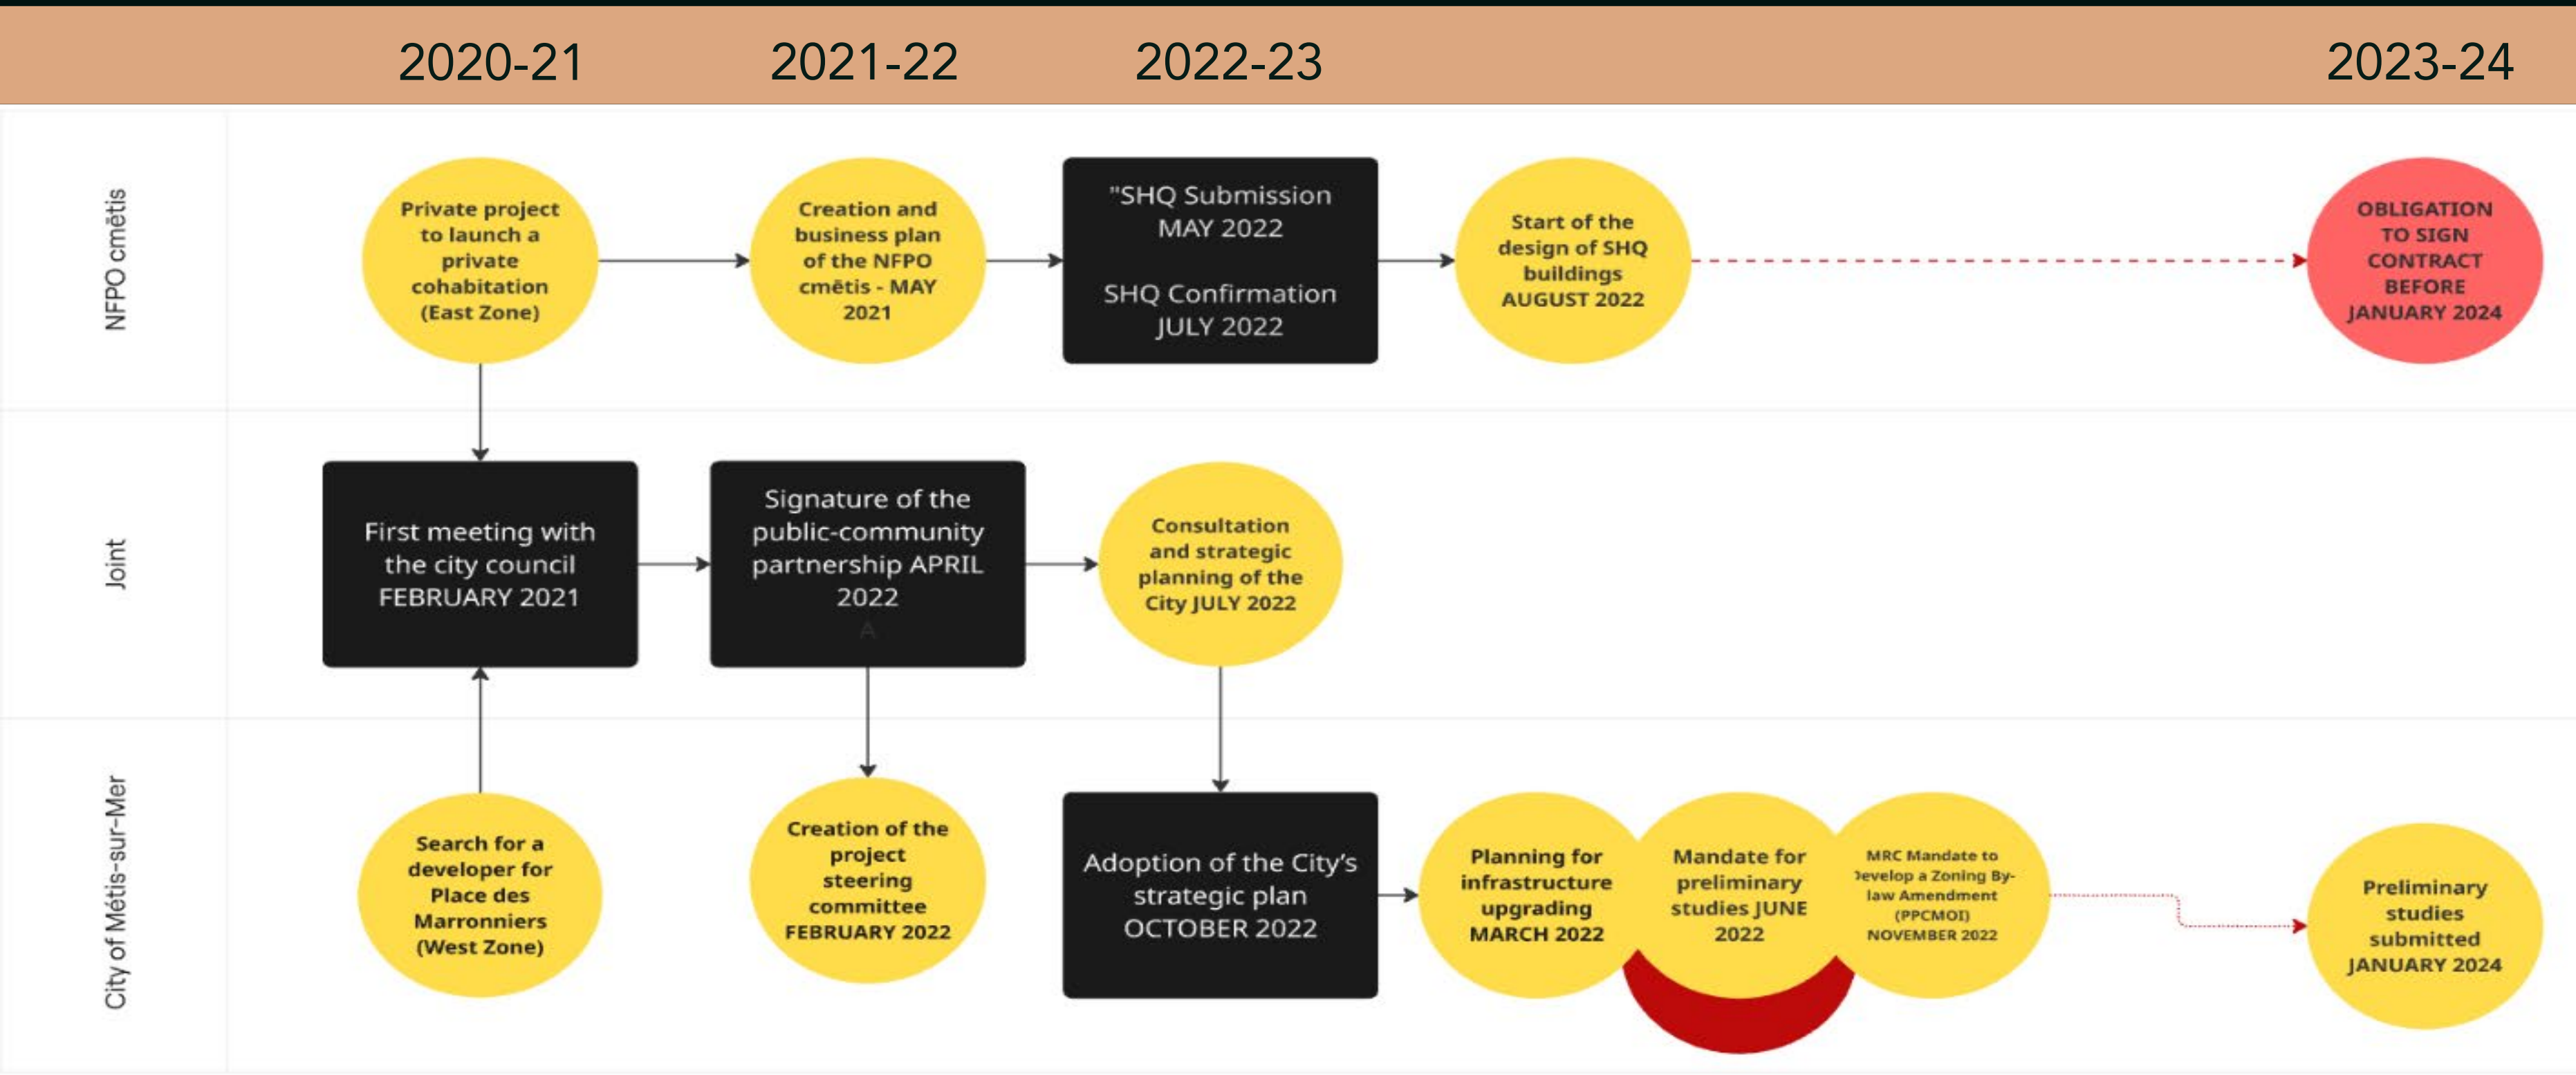 2020-21
2021-22
2022-23
2023-24
NFPO cmētis
Private project
to launch a
private
cohabitation
(East Zone)
Creation and
business plan
of the NFPO
cmētis - MAY
2021
"SHQ Submission
MAY 2022
SHQ Confirmation
JULY 2022
Start of the
design of SHQ
buildings
AUGUST 2022
OBLIGATION
TO SIGN
CONTRACT
BEFORE
JANUARY 2024
Joint
First meeting with
the city council
FEBRUARY 2021
Signature of the
public-community
partnership APRIL
2022
A
Consultation
and strategic
planning of the
City JULY 2022
City of Métis-sur-Mer
Search for a
developer for
Place des
Marronniers
(West Zone)
Creation of the
project
steering
committee
FEBRUARY 2022
Adoption of the City's
strategic plan
OCTOBER 2022
Planning for
infrastructure
upgrading
MARCH 2022
Mandate for
preliminary
studies JUNE
2022
MRC Mandate to
Develop a Zoning By-
law Amendment
(PPCMOI)
NOVEMBER 2022
Preliminary
studies
submitted
JANUARY 2024